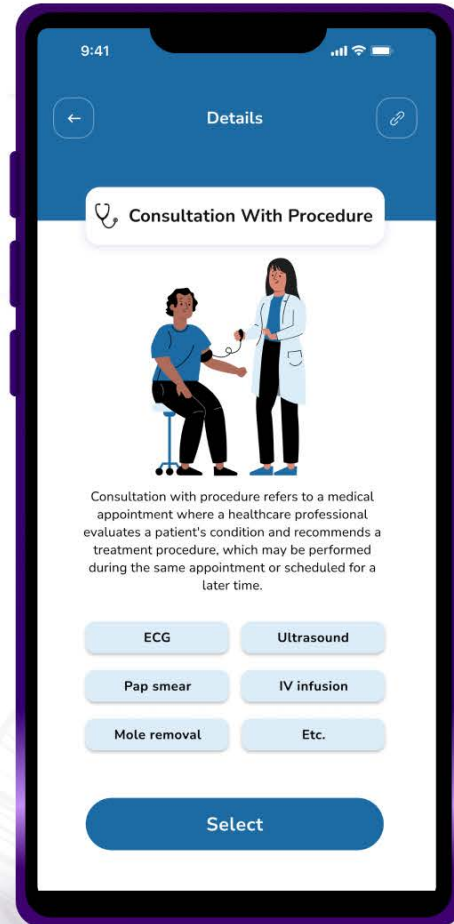 9:41
Details
Consultation With Procedure
Consultation with procedure refers to a medical
appointment where a healthcare professional
evaluates a patient's condition and recommends a
treatment procedure, which may be performed
during the same appointment or scheduled for a
later time.
ECG
Ultrasound
Pap smear
IV infusion
Mole removal
Etc.
Select